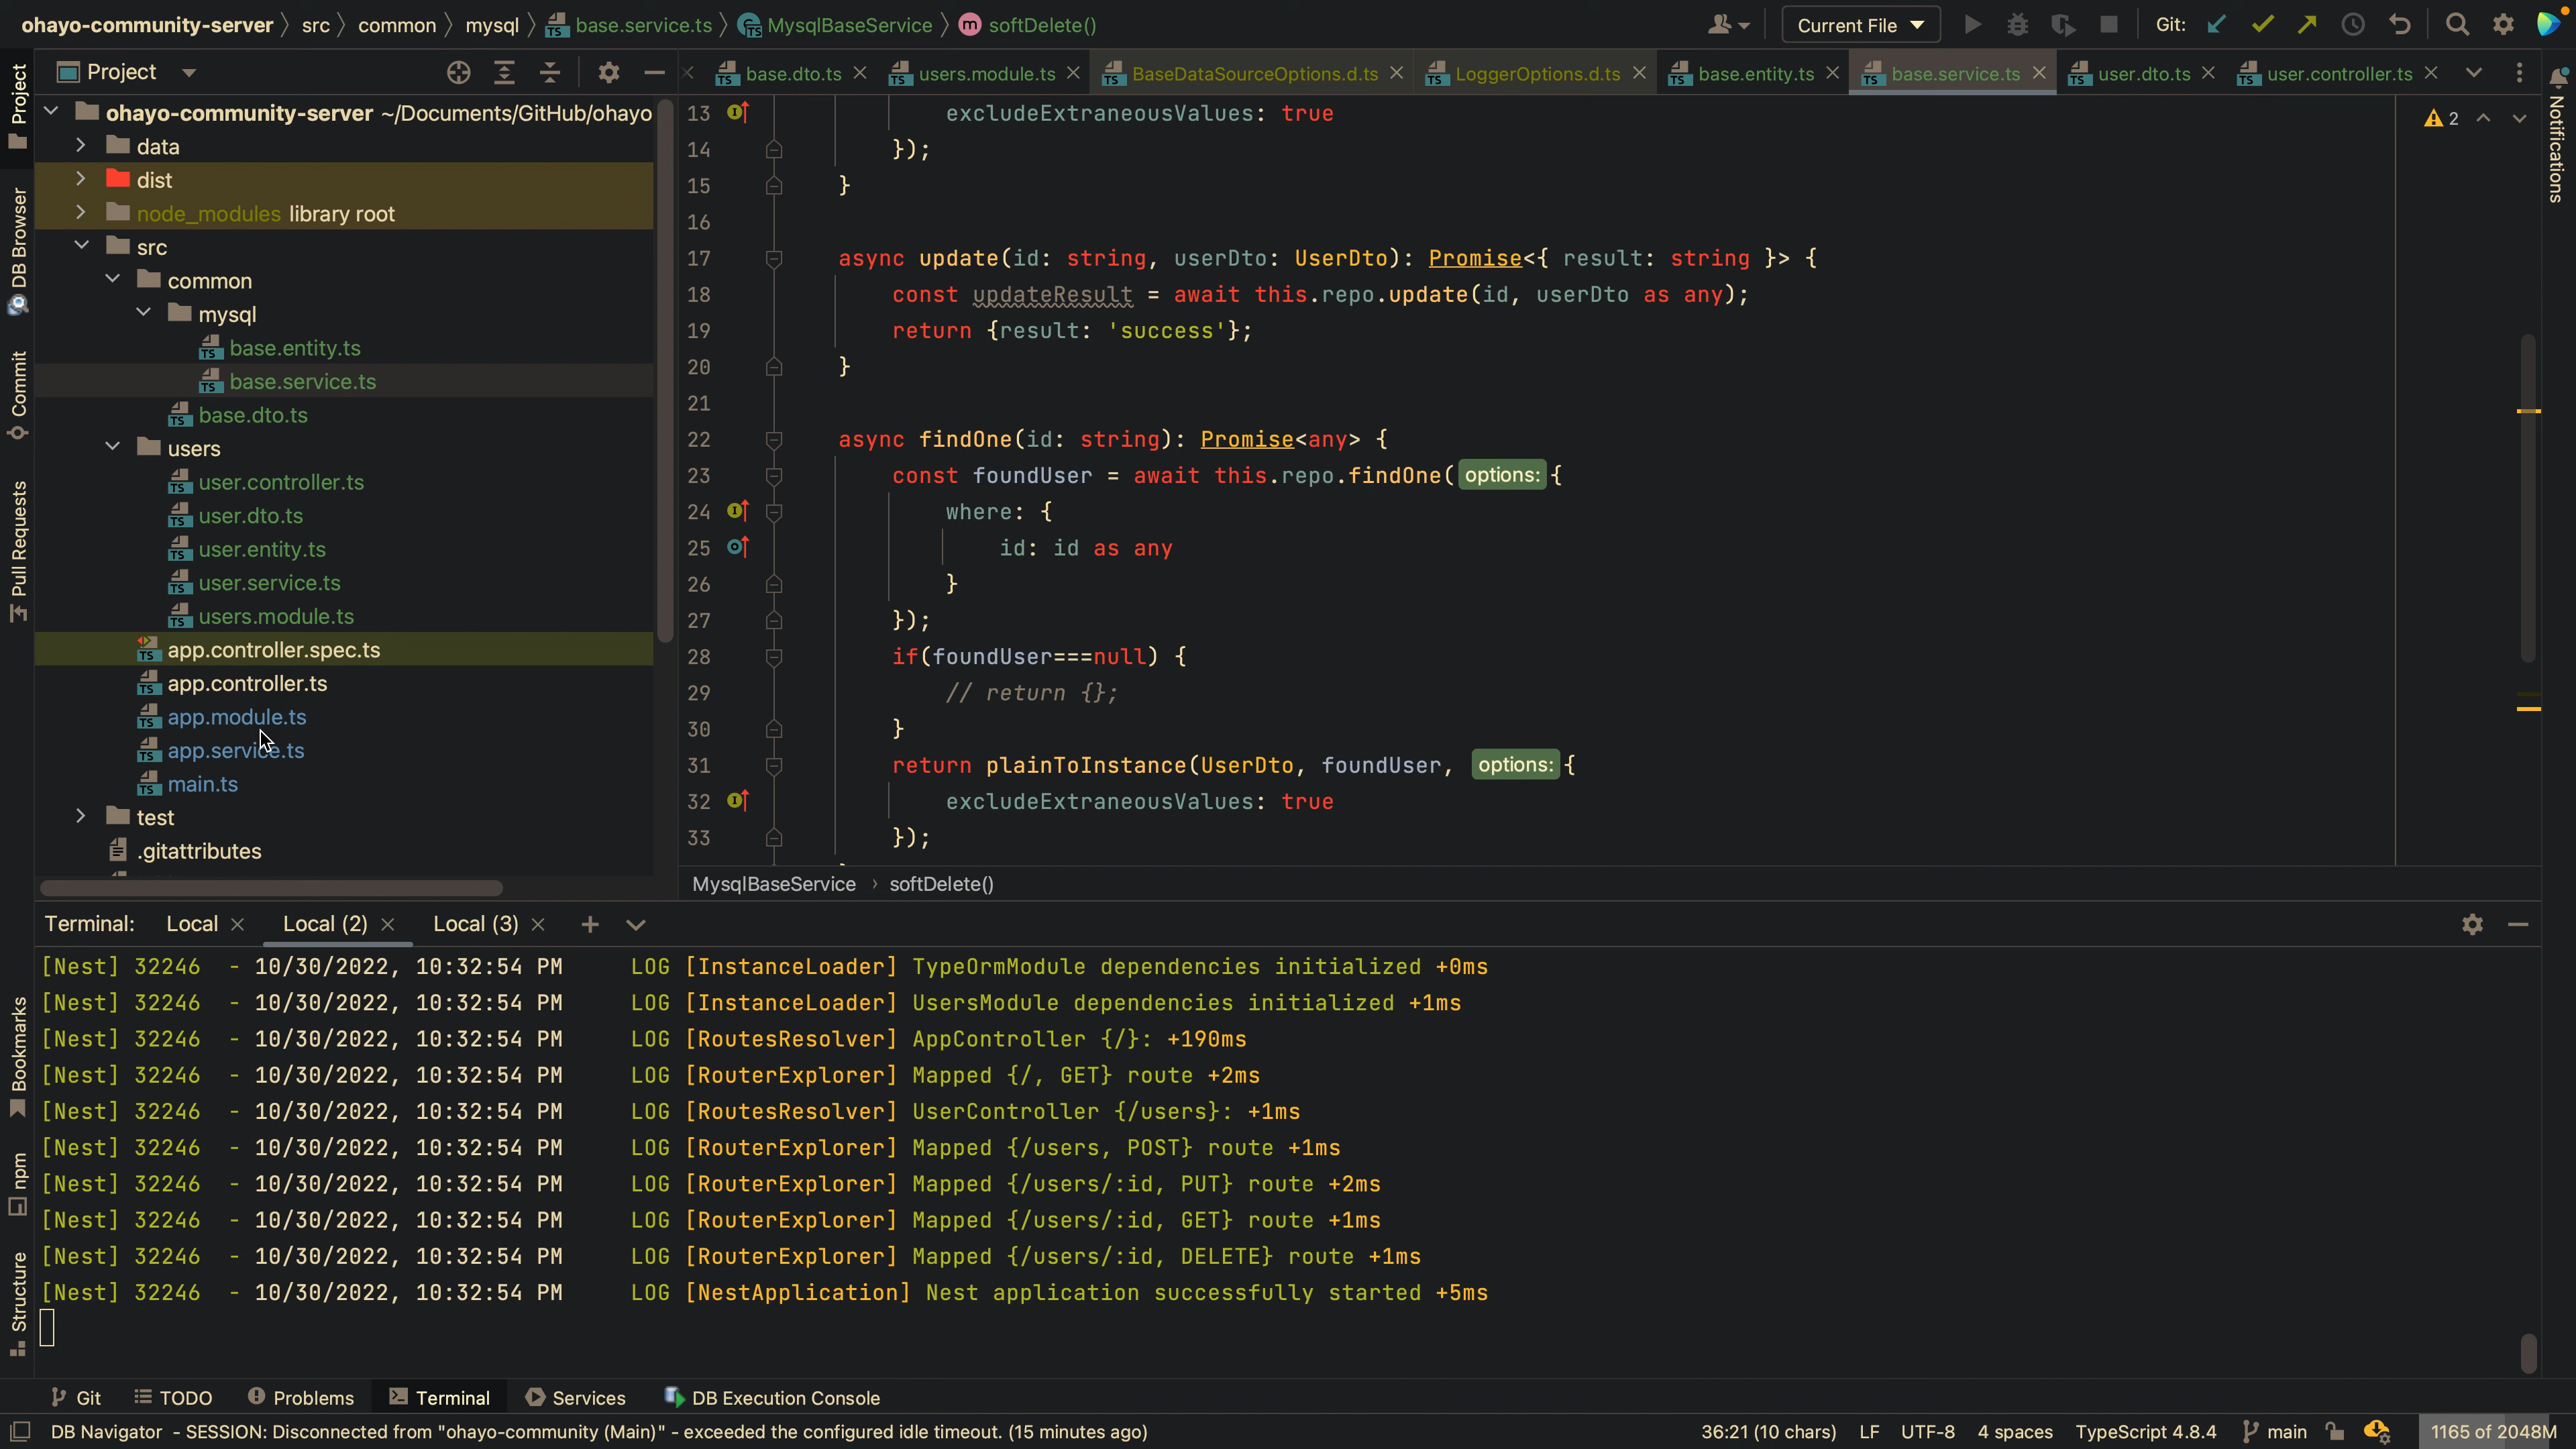 ohayo-community-server src common mysql base.service.ts MysqlBaseService softDelete() Current File Git:
Project
base.dto.ts users.module.ts BaseDataSourceOptions.d.ts LoggerOptions.d.ts base.entity.ts base.service.ts user.dto.ts user.controller.ts
Project
DB Browser
Commit
Pull Requests
Bookmarks
npm
Structure
Notifications
ohayo-community-server ~/Documents/GitHub/ohayo
data
dist
node_modules library root
src
common
mysql
base.entity.ts
base.service.ts
base.dto.ts
users
user.controller.ts
user.dto.ts
user.entity.ts
user.service.ts
users.module.ts
app.controller.spec.ts
app.controller.ts
app.module.ts
app.service.ts
main.ts
test
.gitattributes
2
13 excludeExtraneousValues: true
14 });
15 }
16
17 async update(id: string, userDto: UserDto): Promise<{ result: string }> {
18 const updateResult = await this.repo.update(id, userDto as any);
19 return {result: 'success'};
20 }
21
22 async findOne(id: string): Promise<any> {
23 const foundUser = await this.repo.findOne( options: {
24 where: {
25 id: id as any
26 }
27 });
28 if(foundUser===null) {
29 // return {};
30 }
31 return plainToInstance(UserDto, foundUser, options: {
32 excludeExtraneousValues: true
33 });
MysqlBaseService › softDelete()
Terminal: Local Local (2) Local (3)
[Nest] 32246 - 10/30/2022, 10:32:54 PM LOG [InstanceLoader] TypeOrmModule dependencies initialized +0ms
[Nest] 32246 - 10/30/2022, 10:32:54 PM LOG [InstanceLoader] UsersModule dependencies initialized +1ms
[Nest] 32246 - 10/30/2022, 10:32:54 PM LOG [RoutesResolver] AppController {/}: +190ms
[Nest] 32246 - 10/30/2022, 10:32:54 PM LOG [RouterExplorer] Mapped {/, GET} route +2ms
[Nest] 32246 - 10/30/2022, 10:32:54 PM LOG [RoutesResolver] UserController {/users}: +1ms
[Nest] 32246 - 10/30/2022, 10:32:54 PM LOG [RouterExplorer] Mapped {/users, POST} route +1ms
[Nest] 32246 - 10/30/2022, 10:32:54 PM LOG [RouterExplorer] Mapped {/users/:id, PUT} route +2ms
[Nest] 32246 - 10/30/2022, 10:32:54 PM LOG [RouterExplorer] Mapped {/users/:id, GET} route +1ms
[Nest] 32246 - 10/30/2022, 10:32:54 PM LOG [RouterExplorer] Mapped {/users/:id, DELETE} route +1ms
[Nest] 32246 - 10/30/2022, 10:32:54 PM LOG [NestApplication] Nest application successfully started +5ms
Git TODO Problems Terminal Services DB Execution Console
DB Navigator - SESSION: Disconnected from "ohayo-community (Main)" - exceeded the configured idle timeout. (15 minutes ago) 36:21 (10 chars) LF UTF-8 4 spaces TypeScript 4.8.4 main 1165 of 2048M